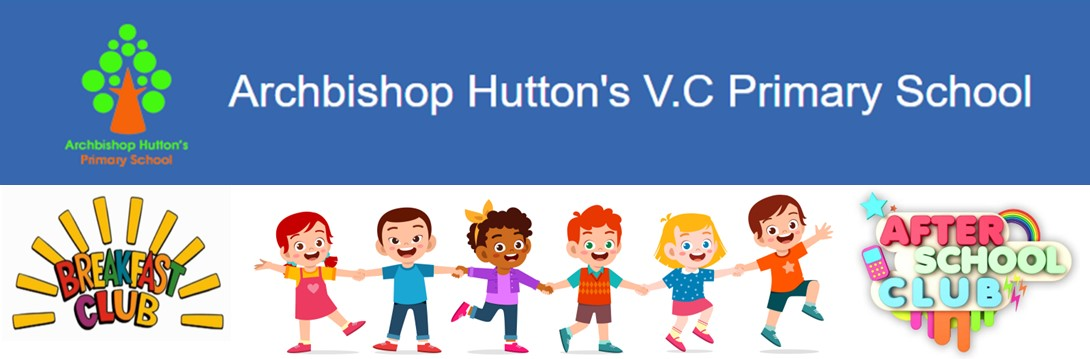 Archbishop Hutton's V.C Primary School
Archbishop Hutton's
Primary School
BREAKFAST
CLUB
AFTER
SCHOOL
CLUB